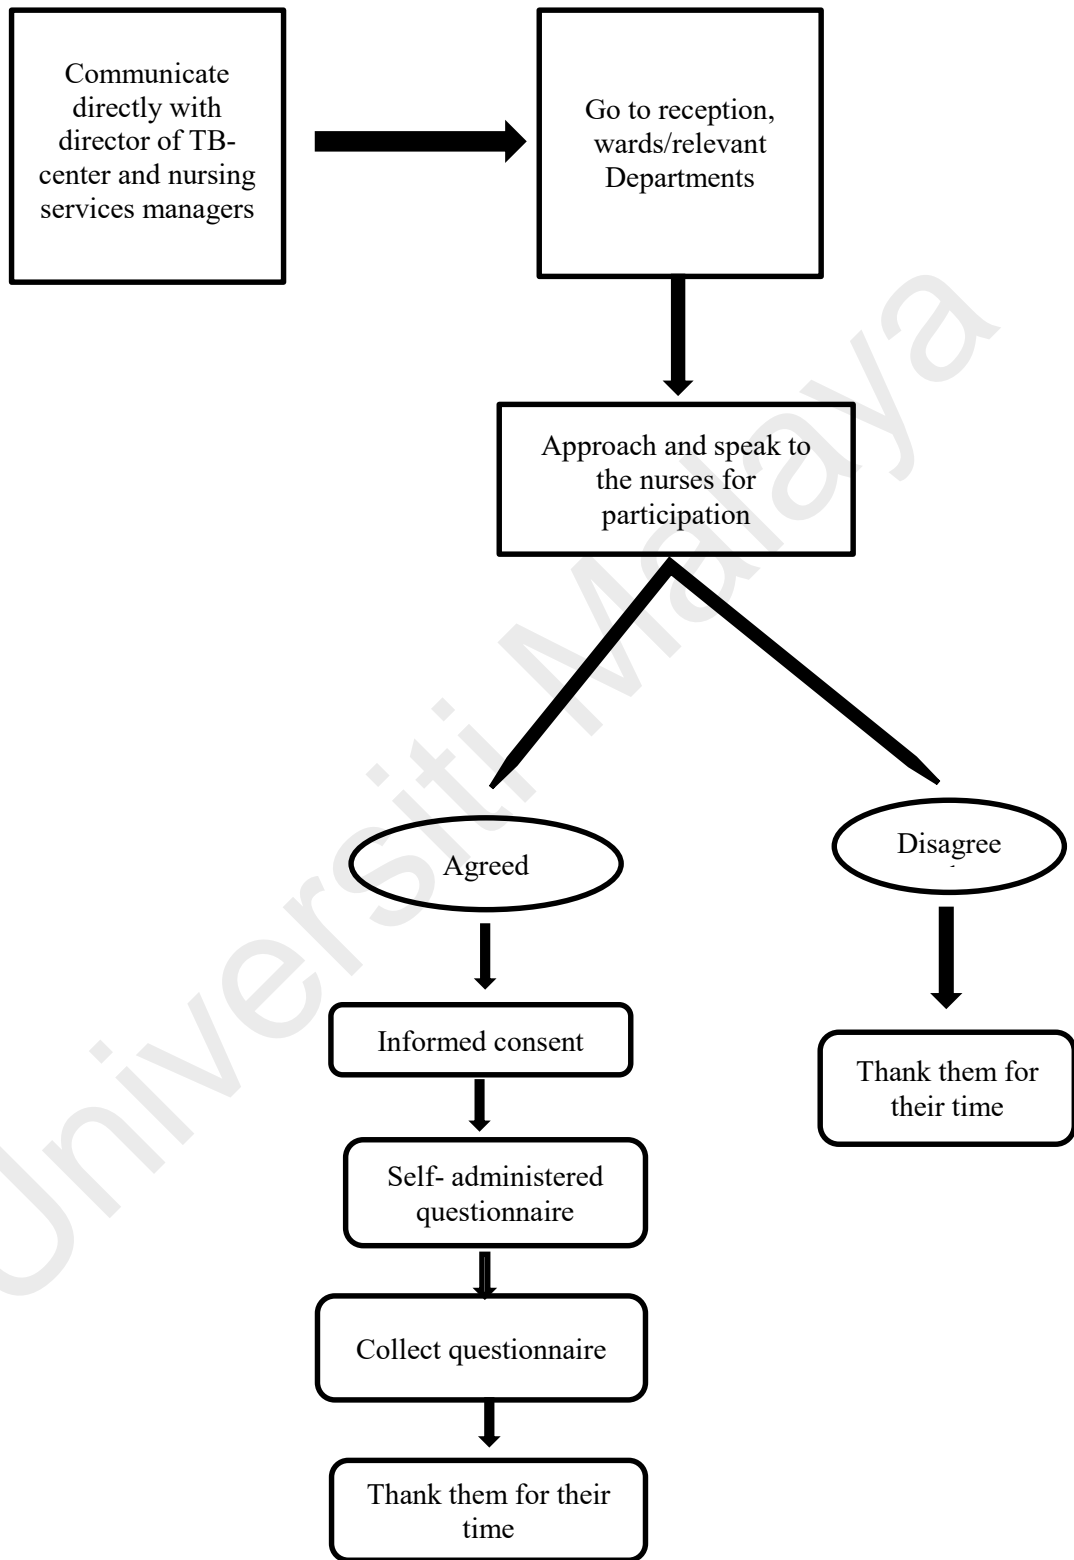 Communicate
directly with
director of TB-
center and nursing
services managers
Go to reception,
wards/relevant
Departments
Approach and speak to
the nurses for
participation
Agreed
Disagree
Informed consent
Thank them for
their time
Self- administered
questionnaire
Collect questionnaire
Thank them for their
time
Universiti Malaya